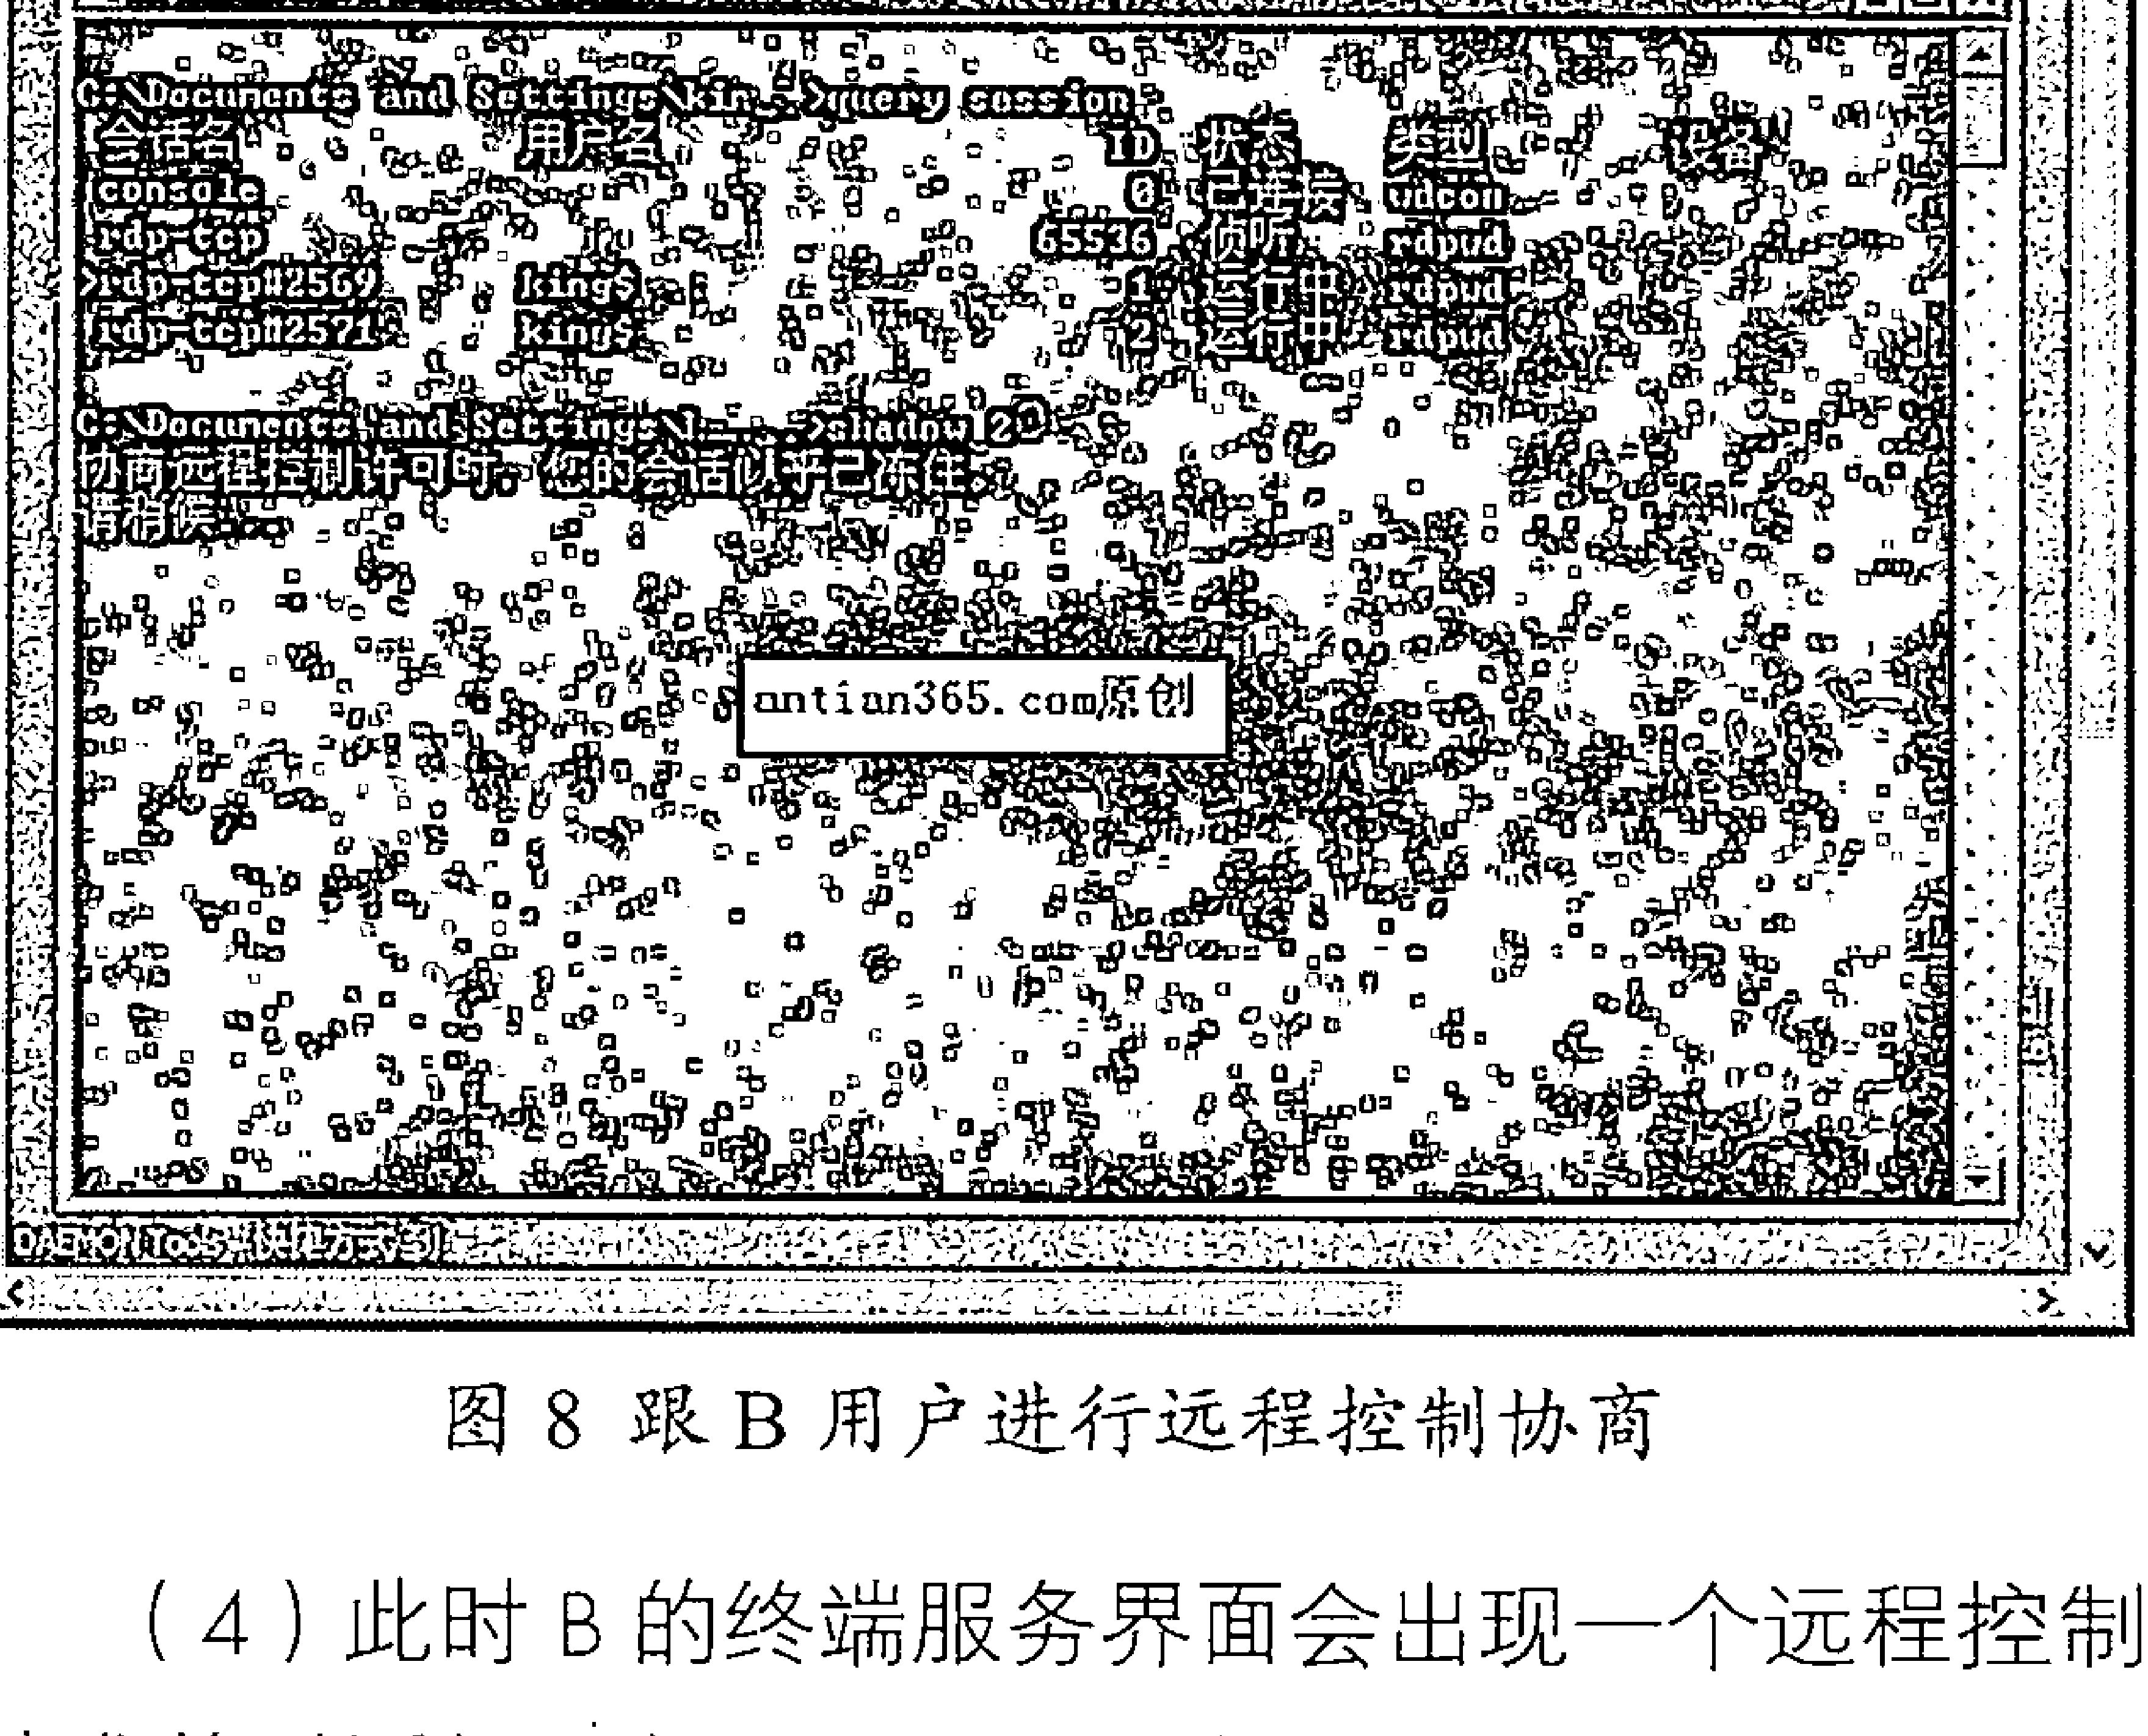 C:\Documents and Settings\kin >query session
会话名 用户名 ID 状态 类型 设备
console 0 已连接 wdcon
rdp-tcp 65536 侦听 rdpwd
>rdp-tcp#2569 king$ 1 运行中 rdpwd
rdp-tcp#2571 king$ 2 运行中 rdpwd
C:\Documents and Settings\ >shadow 2
协商远程控制许可时，您的会话似乎已冻住。
请稍候...
antian365.com原创
DAEMON Tools
图 8 跟 B 用户进行远程控制协商
（4）此时 B 的终端服务界面会出现一个远程控制